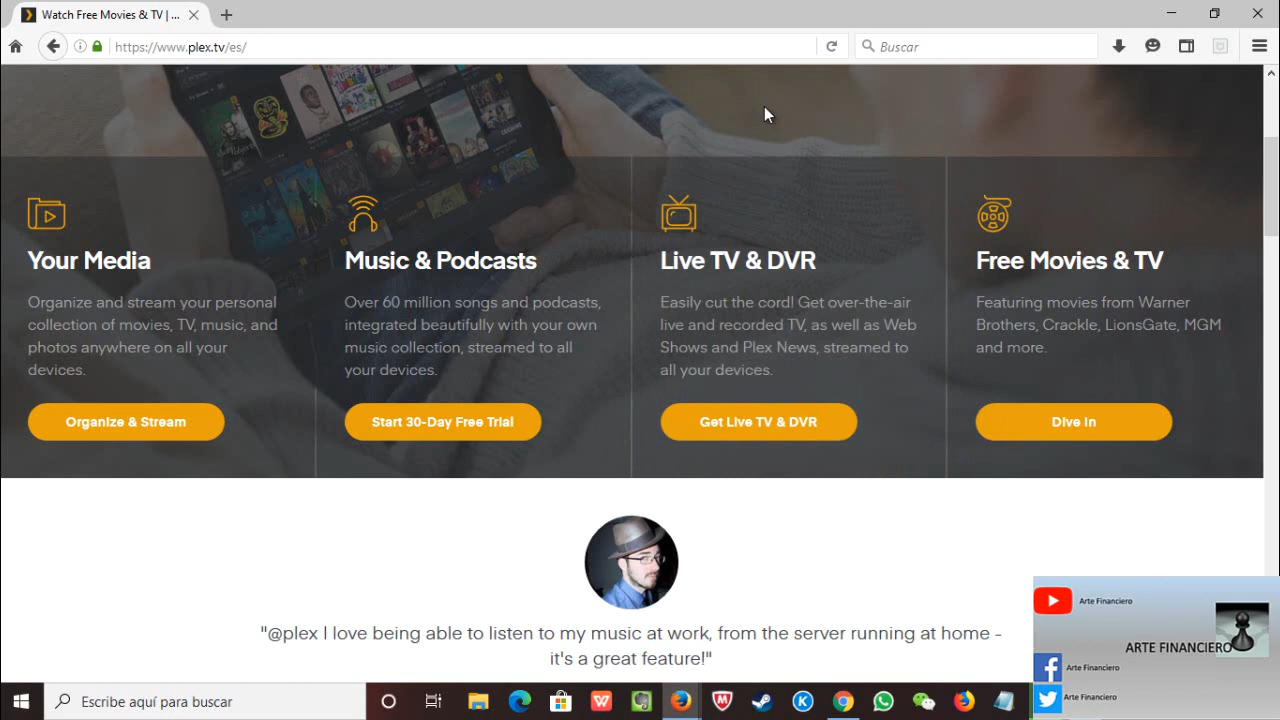 Watch Free Movies & TV | ...
https://www.plex.tv/es/
Buscar
Your Media
Organize and stream your personal
collection of movies, TV, music, and
photos anywhere on all your
devices.
Organize & Stream
Music & Podcasts
Over 60 million songs and podcasts,
integrated beautifully with your own
music collection, streamed to all
your devices.
Start 30-Day Free Trial
Live TV & DVR
Easily cut the cord! Get over-the-air
live and recorded TV, as well as Web
Shows and Plex News, streamed to
all your devices.
Get Live TV & DVR
Free Movies & TV
Featuring movies from Warner
Brothers, Crackle, LionsGate, MGM
and more.
Dive In
"@plex I love being able to listen to my music at work, from the server running at home -
it's a great feature!"
Arte Financiero
ARTE FINANCIERO
Arte Financiero
Arte Financiero
Escribe aquí para buscar